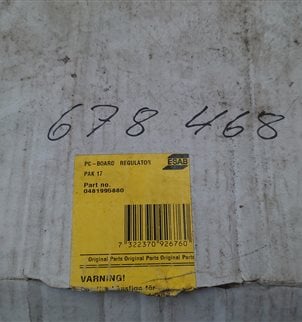 678 468
PC-BOARD REGULATOR
ESAB
PAK 17
Part no.
0481990880
7 322370 926760
Original Parts Original Parts Original Parts
VARNING!
för